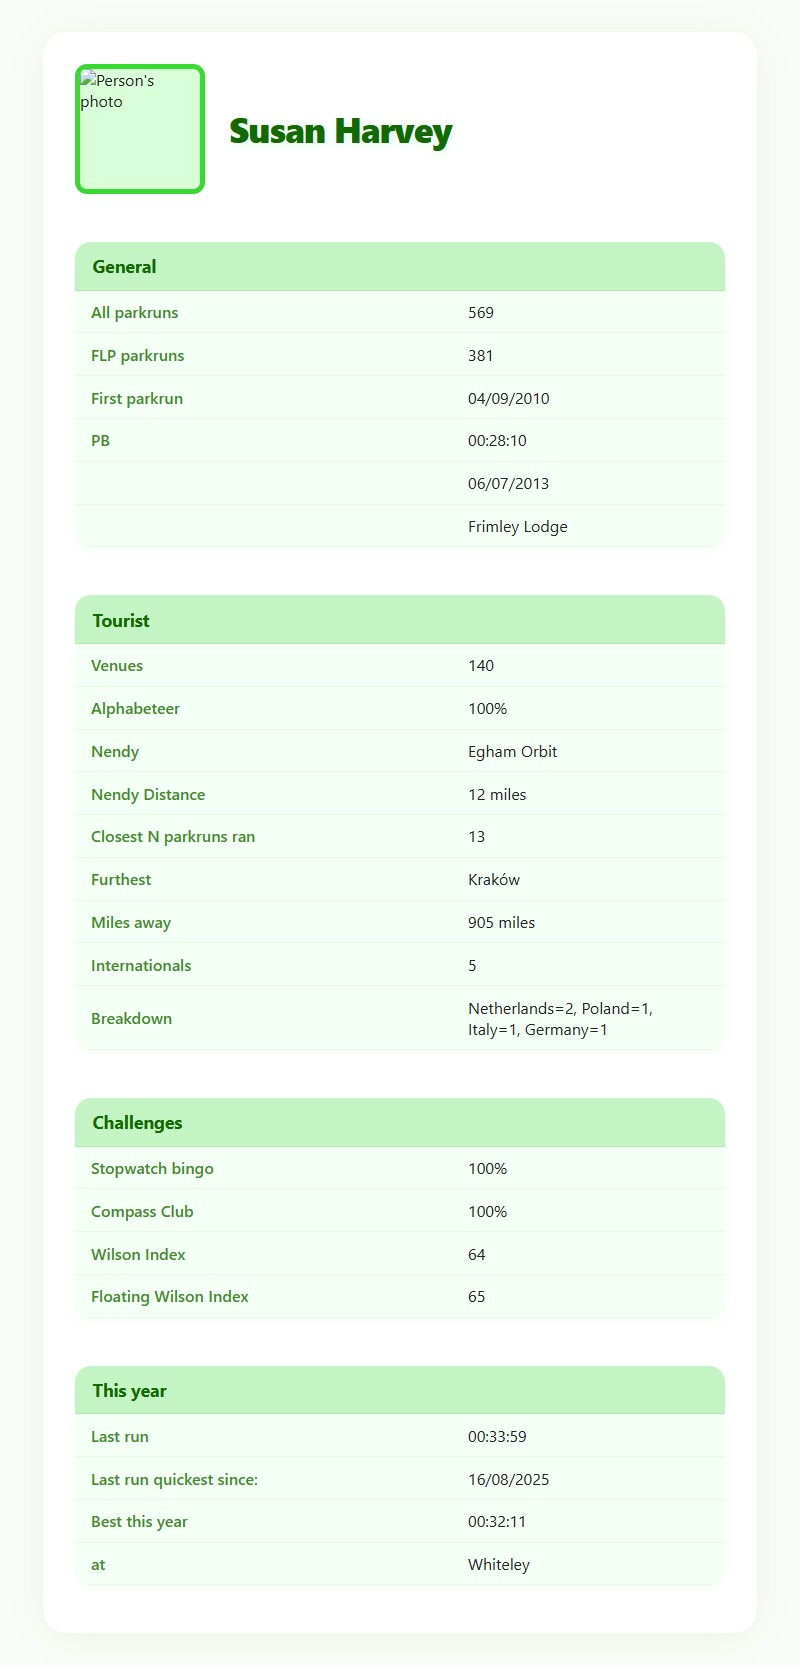 Person's
photo
Susan Harvey
General
All parkruns 569
FLP parkruns 381
First parkrun 04/09/2010
PB 00:28:10
06/07/2013
Frimley Lodge
Tourist
Venues 140
Alphabeteer 100%
Nendy Egham Orbit
Nendy Distance 12 miles
Closest N parkruns ran 13
Furthest Kraków
Miles away 905 miles
Internationals 5
Breakdown Netherlands=2, Poland=1,
Italy=1, Germany=1
Challenges
Stopwatch bingo 100%
Compass Club 100%
Wilson Index 64
Floating Wilson Index 65
This year
Last run 00:33:59
Last run quickest since: 16/08/2025
Best this year 00:32:11
at Whiteley